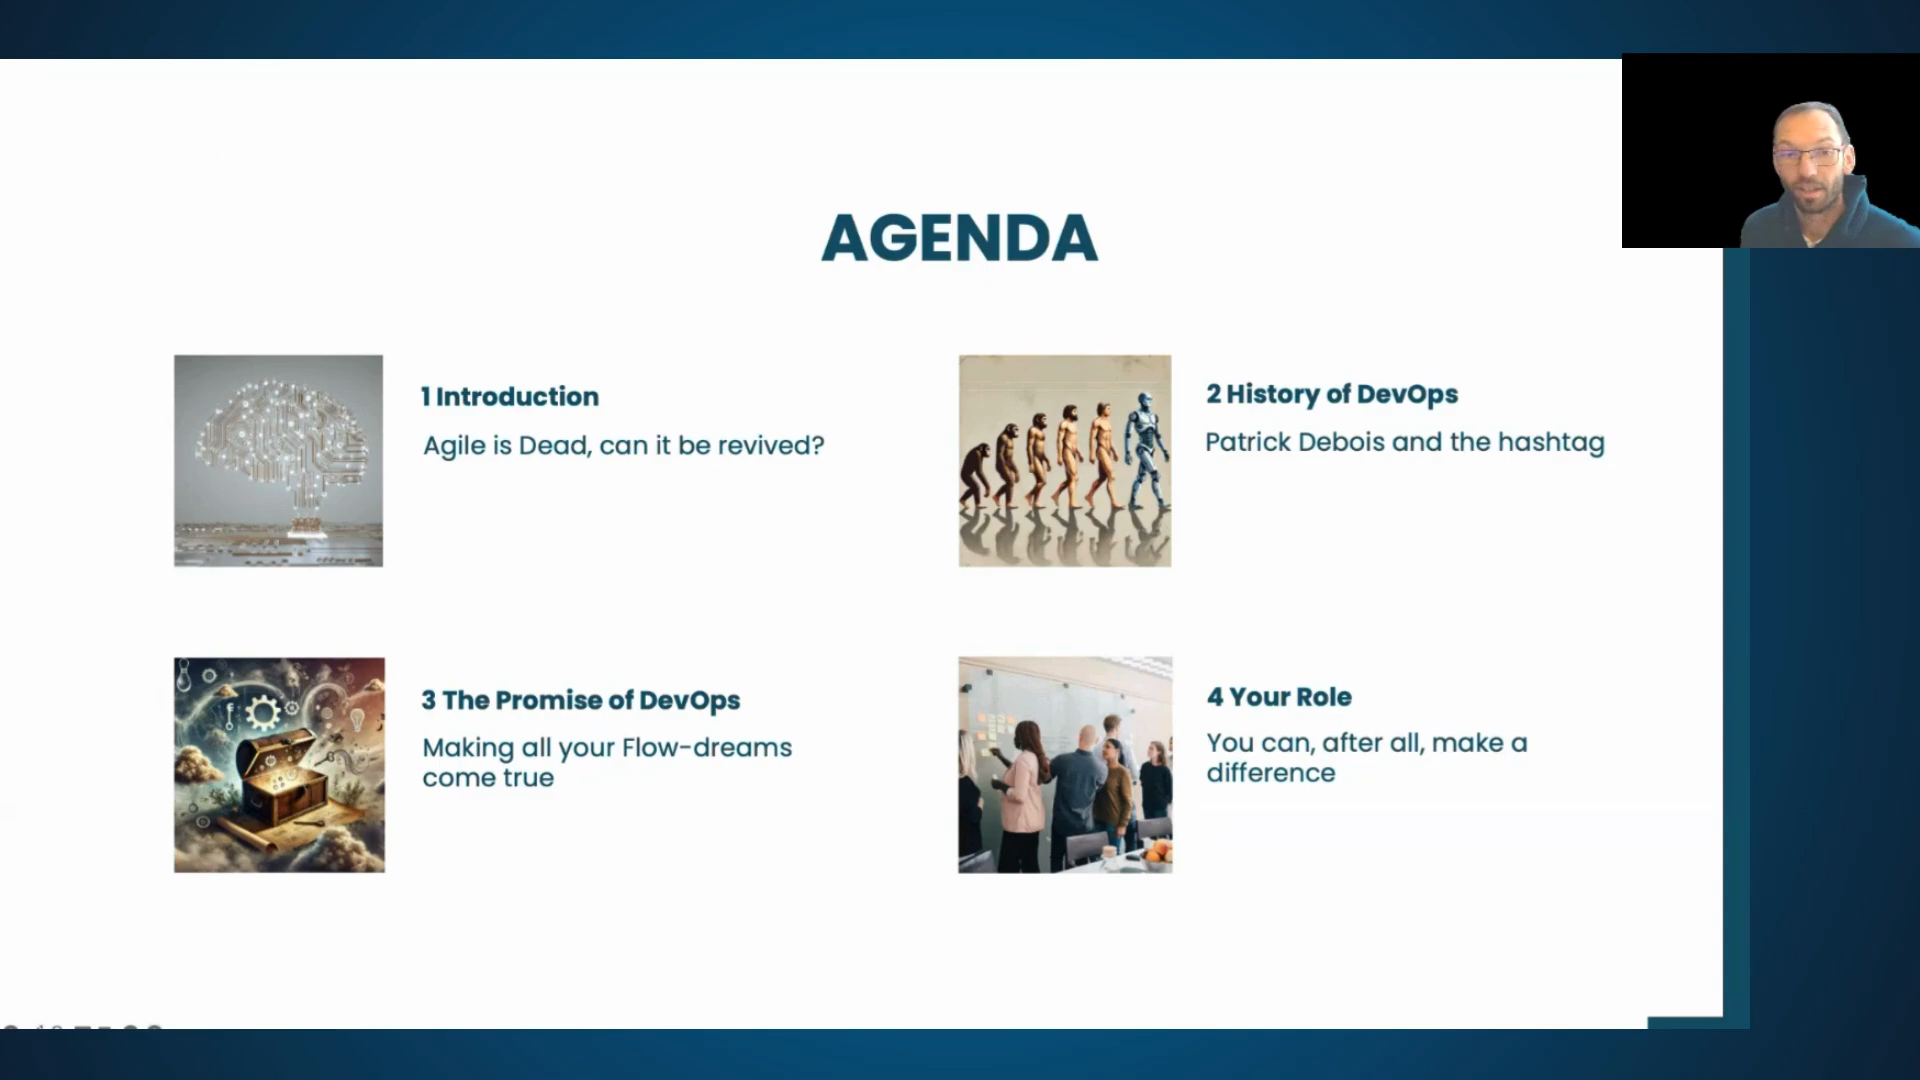 AGENDA
1 Introduction
Agile is Dead, can it be revived?
2 History of DevOps
Patrick Debois and the hashtag
3 The Promise of DevOps
Making all your Flow-dreams
come true
4 Your Role
You can, after all, make a
difference